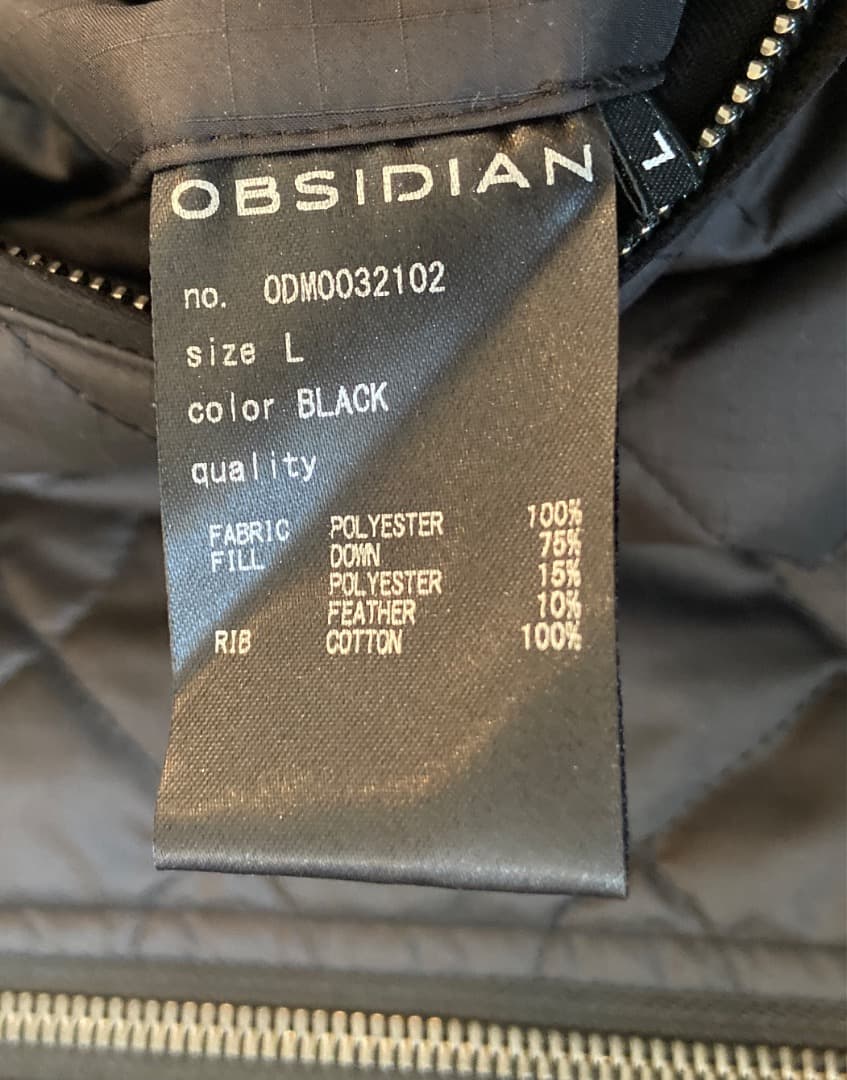 OBSIDIAN
L
no. ODM0032102
size L
color BLACK
quality
FABRIC POLYESTER 100%
FILL DOWN 75%
POLYESTER 15%
FEATHER 10%
RIB COTTON 100%